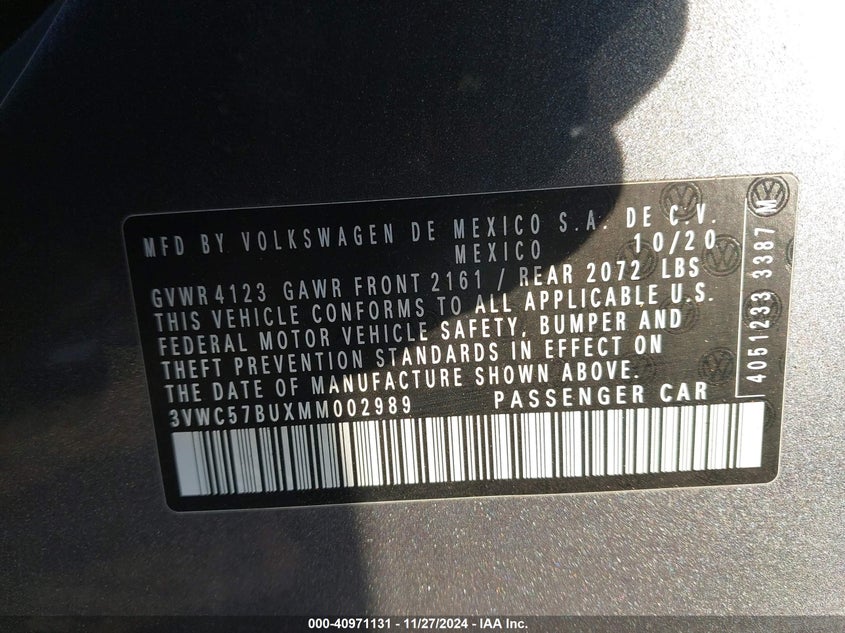 MFD BY VOLKSWAGEN DE MEXICO S.A. DE C.V.
MEXICO 10/20
GVWR 4123 GAWR FRONT 2161 / REAR 2072 LBS
THIS VEHICLE CONFORMS TO ALL APPLICABLE U.S.
FEDERAL MOTOR VEHICLE SAFETY, BUMPER AND
THEFT PREVENTION STANDARDS IN EFFECT ON
THE DATE OF MANUFACTURE SHOWN ABOVE.
3VWC57BUXMM002989 PASSENGER CAR
4051233 3387 M
000-40971131 - 11/27/2024 - IAA Inc.